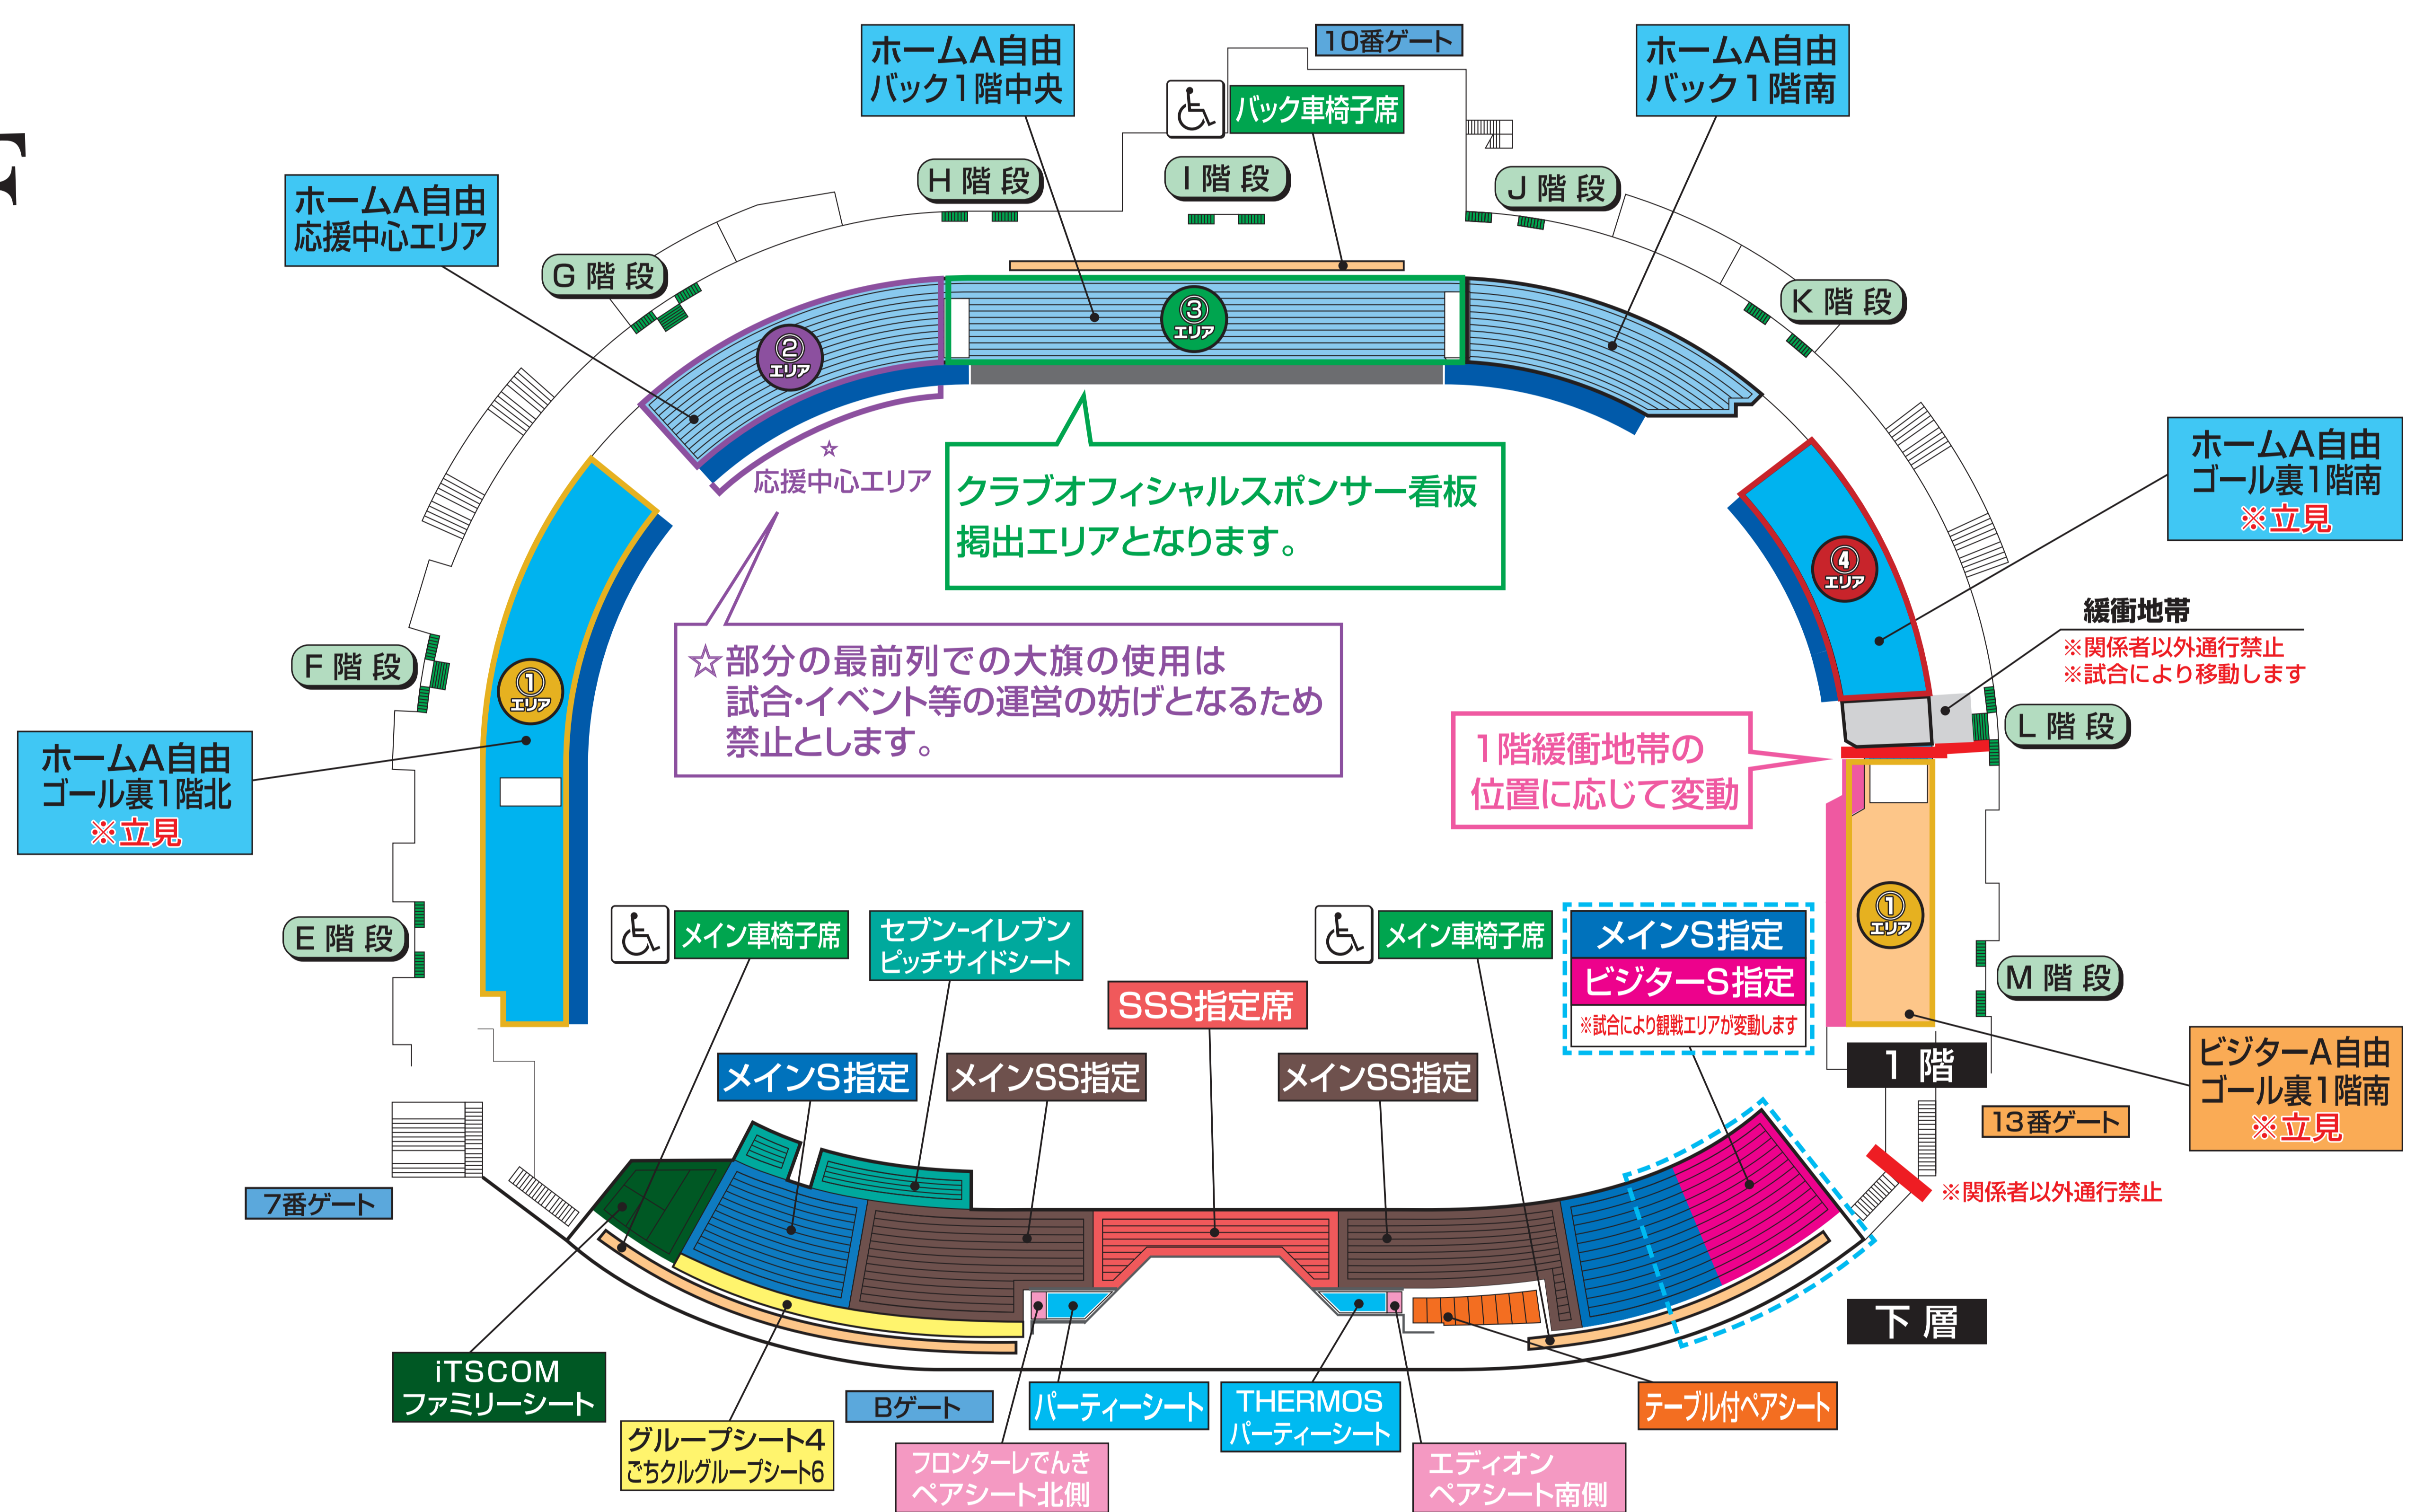 ホームA自由
バック1階中央
10番ゲート
バック車椅子席
ホームA自由
バック1階南
ホームA自由
応援中心エリア
G 階 段
H 階 段
I 階 段
J 階 段
K 階 段
②
エリア
③
エリア
☆
応援中心エリア
クラブオフィシャルスポンサー看板
掲出エリアとなります。
ホームA自由
ゴール裏1階南
※立見
④
エリア
緩衝地帯
※関係者以外通行禁止
※試合により移動します
☆部分の最前列での大旗の使用は
試合・イベント等の運営の妨げとなるため
禁止とします。
F 階 段
①
エリア
L 階 段
1階緩衝地帯の
位置に応じて変動
ホームA自由
ゴール裏1階北
※立見
E 階 段
メイン車椅子席
セブン-イレブン
ピッチサイドシート
メイン車椅子席
メインS指定
ビジターS指定
※試合により観戦エリアが変動します
①
エリア
M 階 段
SSS指定席
メインS指定
メインSS指定
メインSS指定
1 階
ビジターA自由
ゴール裏1階南
※立見
13番ゲート
7番ゲート
※関係者以外通行禁止
下 層
iTSCOM
ファミリーシート
グループシート4
ごちクルグループシート6
Bゲート
パーティーシート
THERMOS
パーティーシート
テーブル付ペアシート
フロンターレでんき
ペアシート北側
エディオン
ペアシート南側